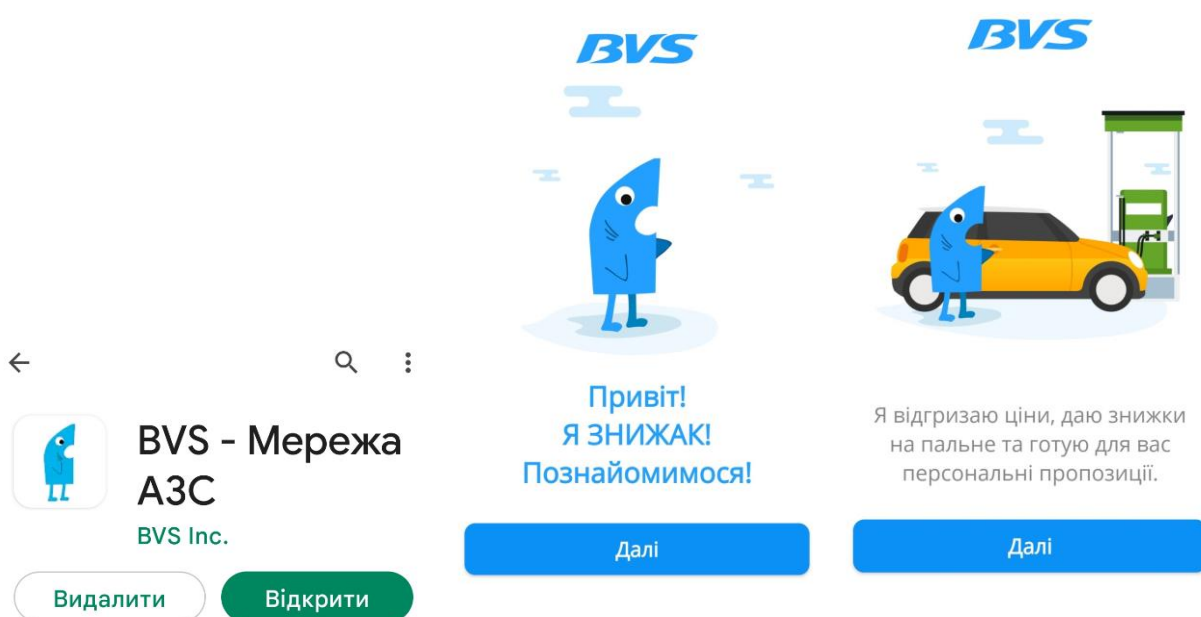 BVS - Мережа
АЗС
BVS Inc.
Видалити
Відкрити
BVS
Привіт!
Я ЗНИЖАК!
Познайомимося!
Далі
BVS
Я відгризаю ціни, даю знижки
на пальне та готую для вас
персональні пропозиції.
Далі